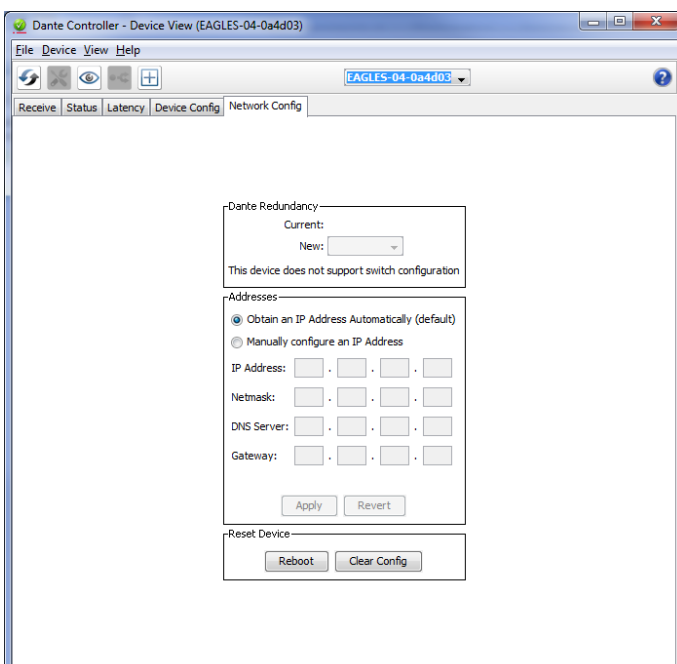 Dante Controller - Device View (EAGLES-04-0a4d03)
File Device View Help
EAGLES-04-0a4d03
Receive Status Latency Device Config Network Config
Dante Redundancy
Current:
New:
This device does not support switch configuration
Addresses
Obtain an IP Address Automatically (default)
Manually configure an IP Address
IP Address: . . .
Netmask: . . .
DNS Server: . . .
Gateway: . . .
Apply Revert
Reset Device
Reboot Clear Config